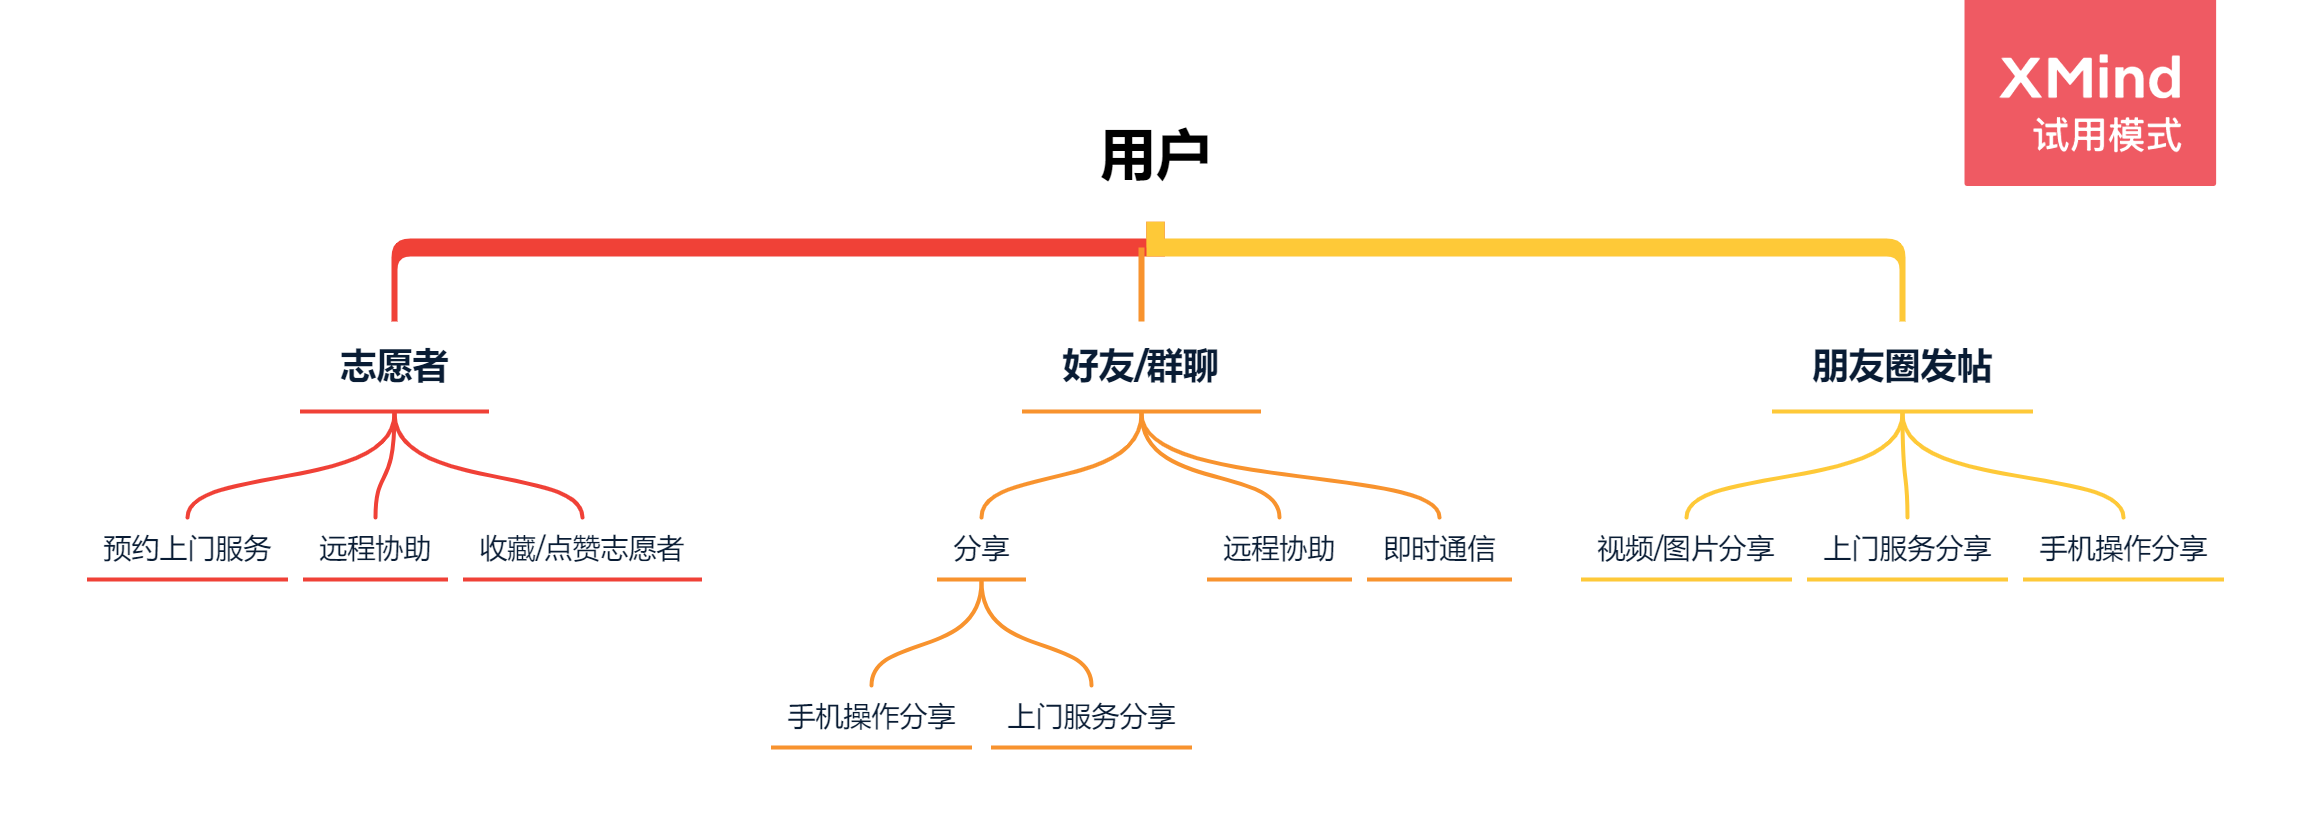 XMind
试用模式
用户
志愿者
好友/群聊
朋友圈发帖
预约上门服务
远程协助
收藏/点赞志愿者
分享
远程协助
即时通信
视频/图片分享
上门服务分享
手机操作分享
手机操作分享
上门服务分享